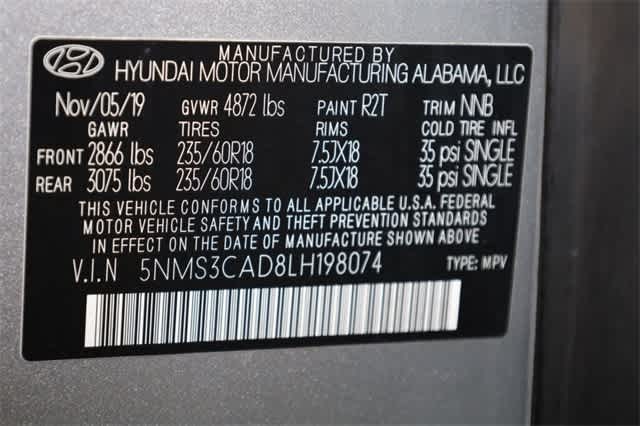 MANUFACTURED BY
HYUNDAI MOTOR MANUFACTURING ALABAMA, LLC
Nov/05/19 GVWR 4872 lbs PAINT R2T TRIM NNB
GAWR TIRES RIMS COLD TIRE INFL
FRONT 2866 lbs 235/60R18 7.5JX18 35 psi SINGLE
REAR 3075 lbs 235/60R18 7.5JX18 35 psi SINGLE
THIS VEHICLE CONFORMS TO ALL APPLICABLE U.S.A. FEDERAL
MOTOR VEHICLE SAFETY AND THEFT PREVENTION STANDARDS
IN EFFECT ON THE DATE OF MANUFACTURE SHOWN ABOVE
V.I.N 5NMS3CAD8LH198074 TYPE: MPV